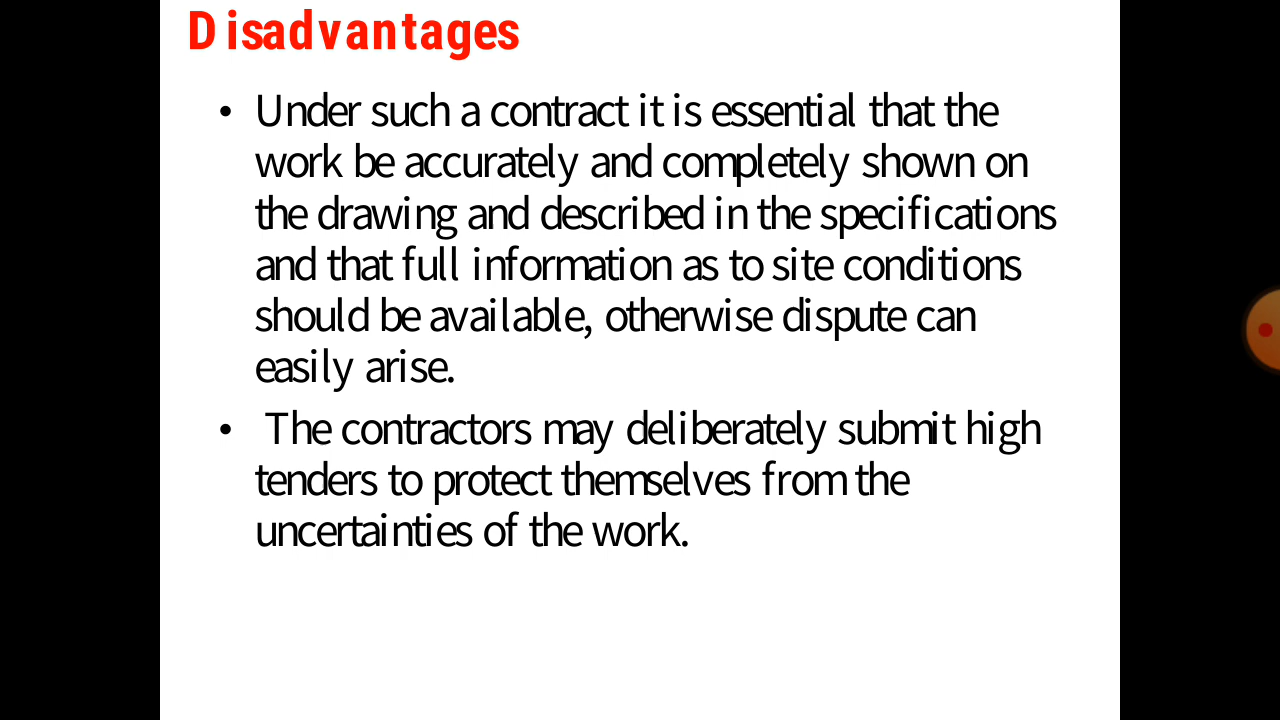 Disadvantages
• Under such a contract it is essential that the
work be accurately and completely shown on
the drawing and described in the specifications
and that full information as to site conditions
should be available, otherwise dispute can
easily arise.
• The contractors may deliberately submit high
tenders to protect themselves from the
uncertainties of the work.